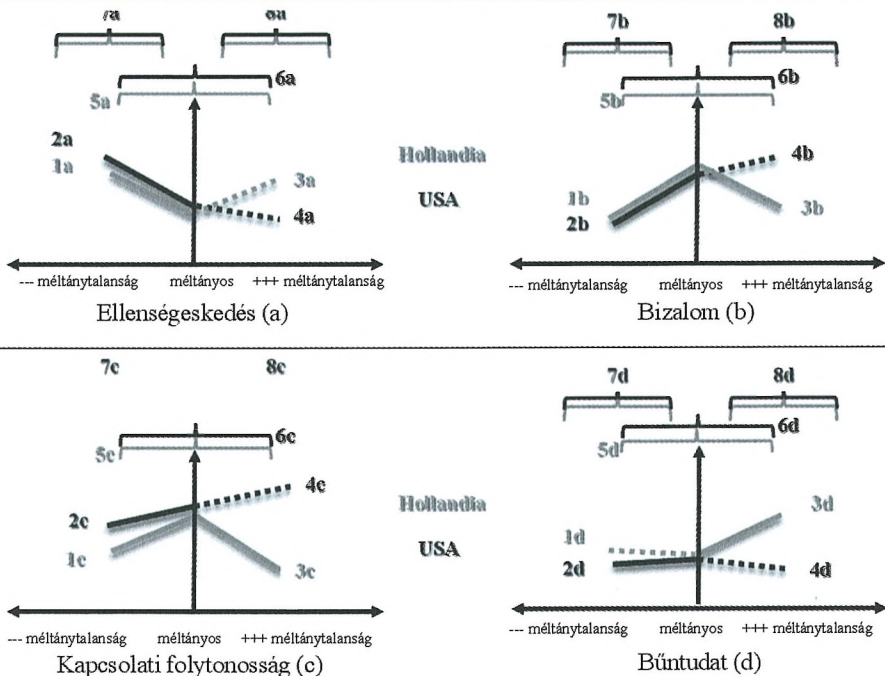 7a 8a 7b 8b
6a 6b
5a 5b
2a
1a
3a
4a
Hollandia
USA
4b
1b
2b
3b
--- méltánytalanság méltányos +++ méltánytalanság
Ellenségeskedés (a)
--- méltánytalanság méltányos +++ méltánytalanság
Bizalom (b)
7c 8c 7d 8d
6c 6d
5c 5d
4c
2c
1c
3c
Hollandia
USA
3d
1d
2d
4d
--- méltánytalanság méltányos +++ méltánytalanság
Kapcsolati folytonosság (c)
--- méltánytalanság méltányos +++ méltánytalanság
Bűntudat (d)